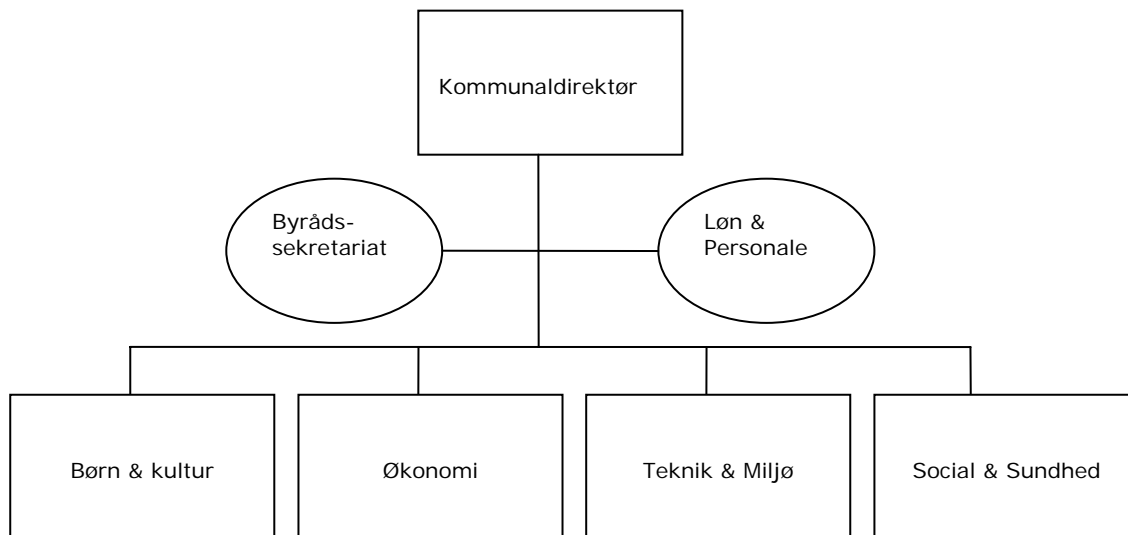 Kommunaldirektør
Byråds-
sekretariat
Løn &
Personale
Børn & kultur
Økonomi
Teknik & Miljø
Social & Sundhed